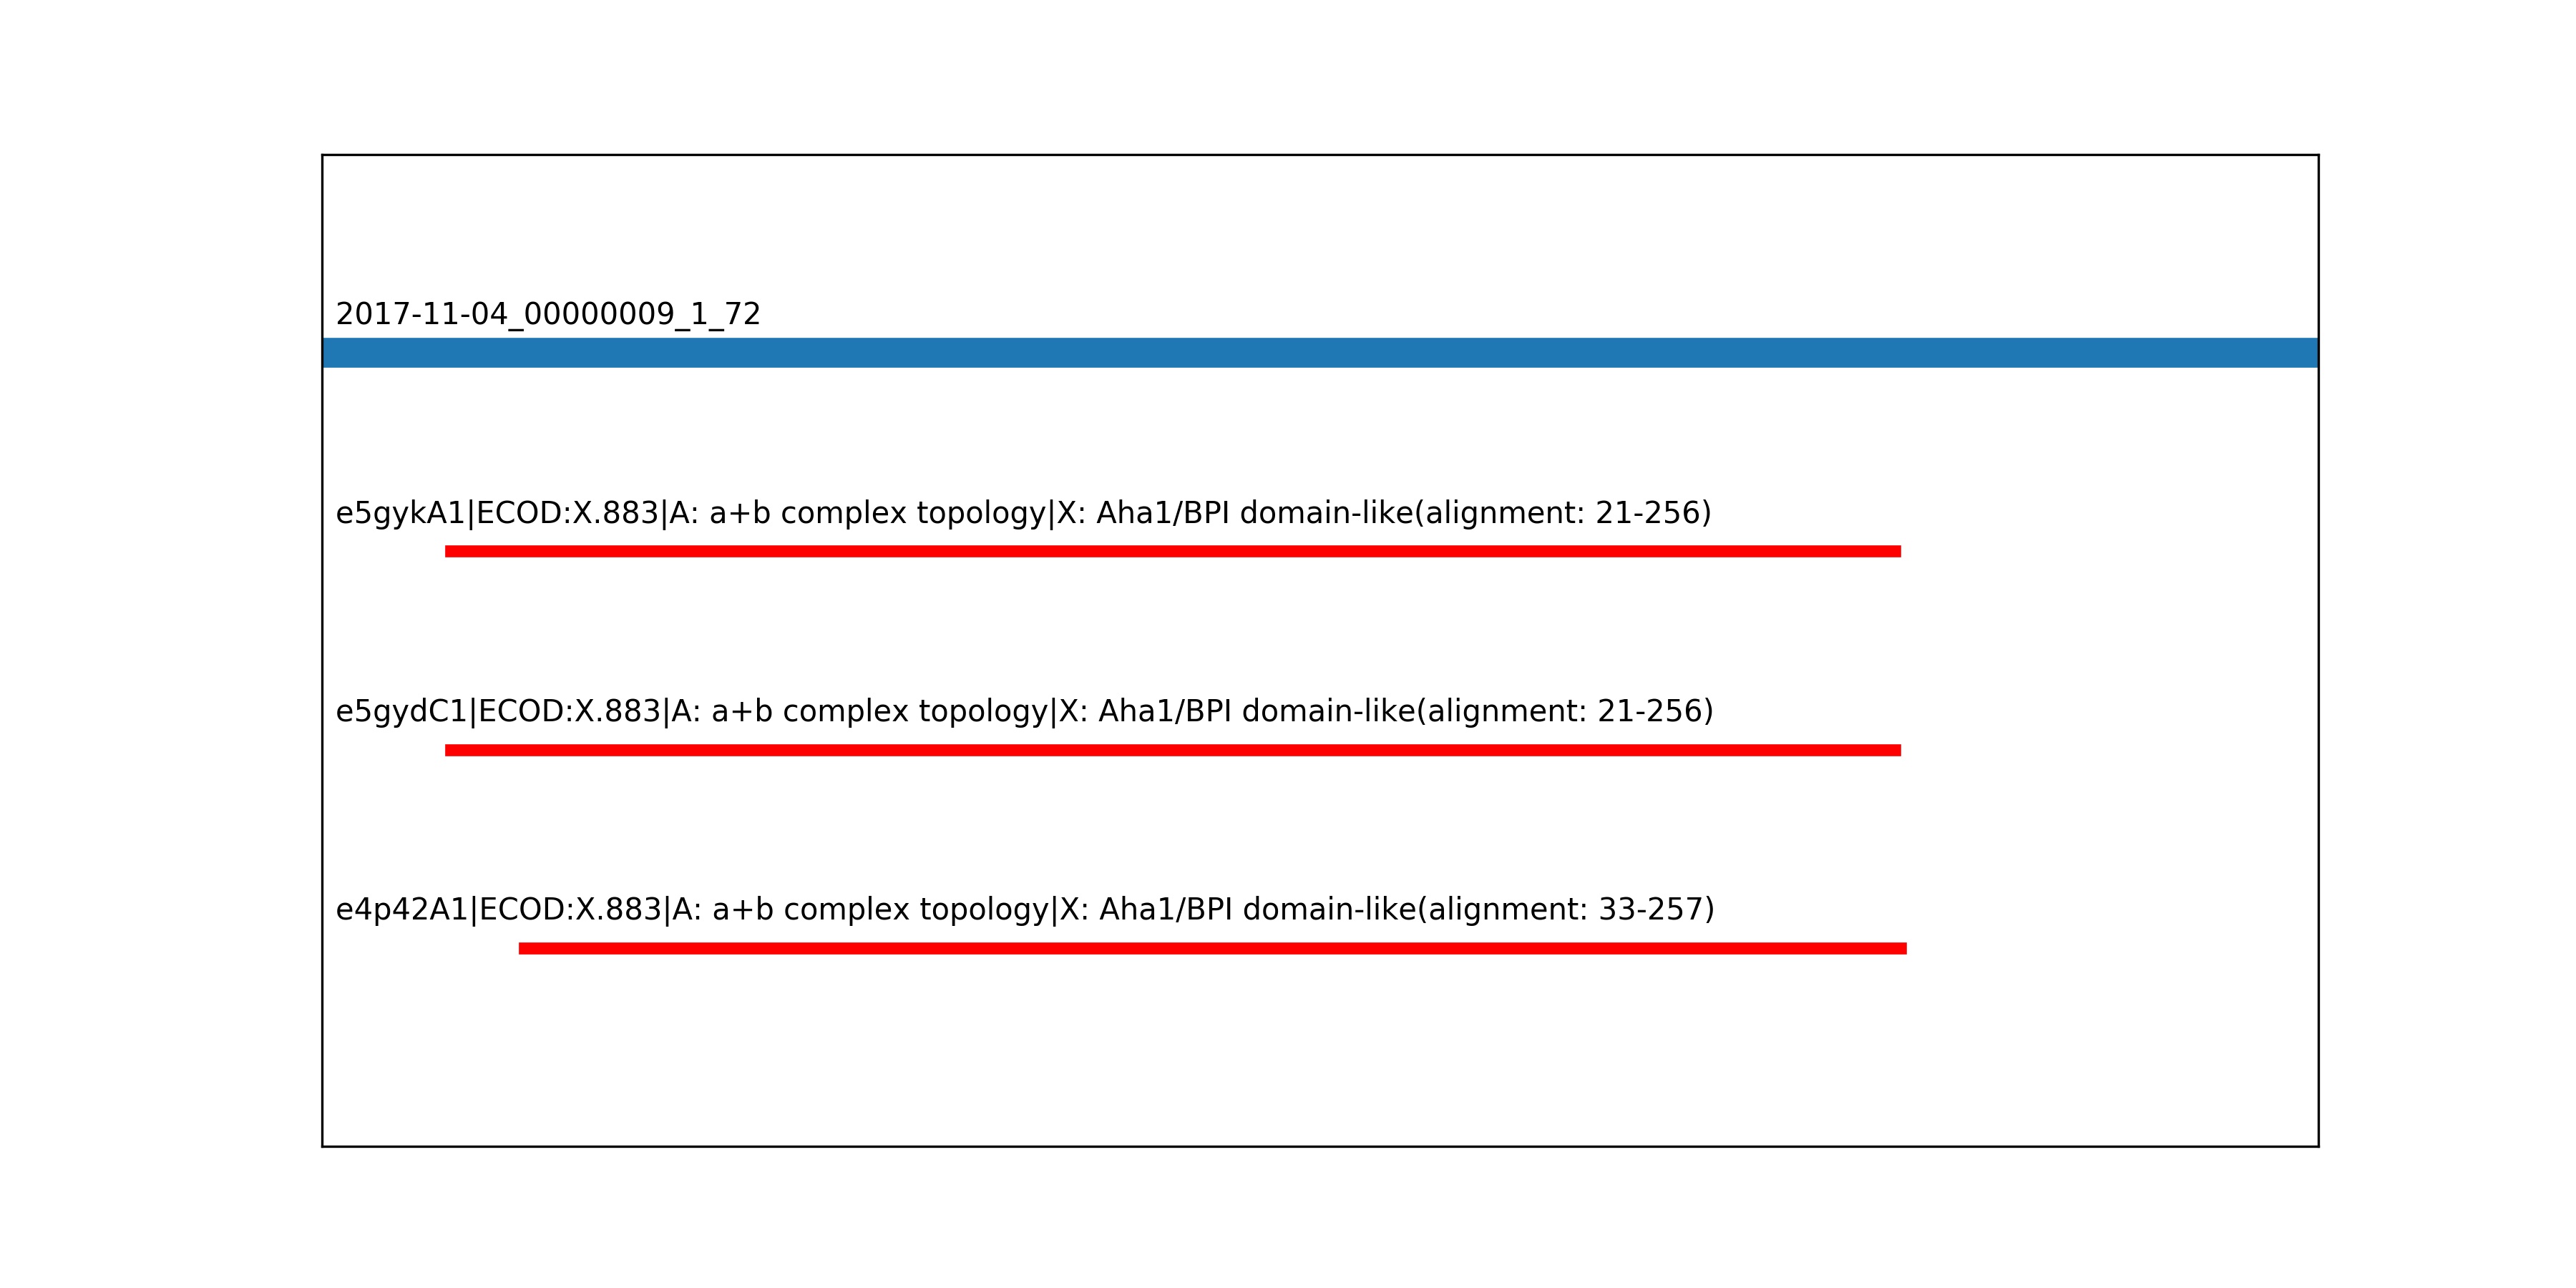 2017-11-04_00000009_1_72
e5gykA1|ECOD:X.883|A: a+b complex topology|X: Aha1/BPI domain-like(alignment: 21-256)
e5gydC1|ECOD:X.883|A: a+b complex topology|X: Aha1/BPI domain-like(alignment: 21-256)
e4p42A1|ECOD:X.883|A: a+b complex topology|X: Aha1/BPI domain-like(alignment: 33-257)